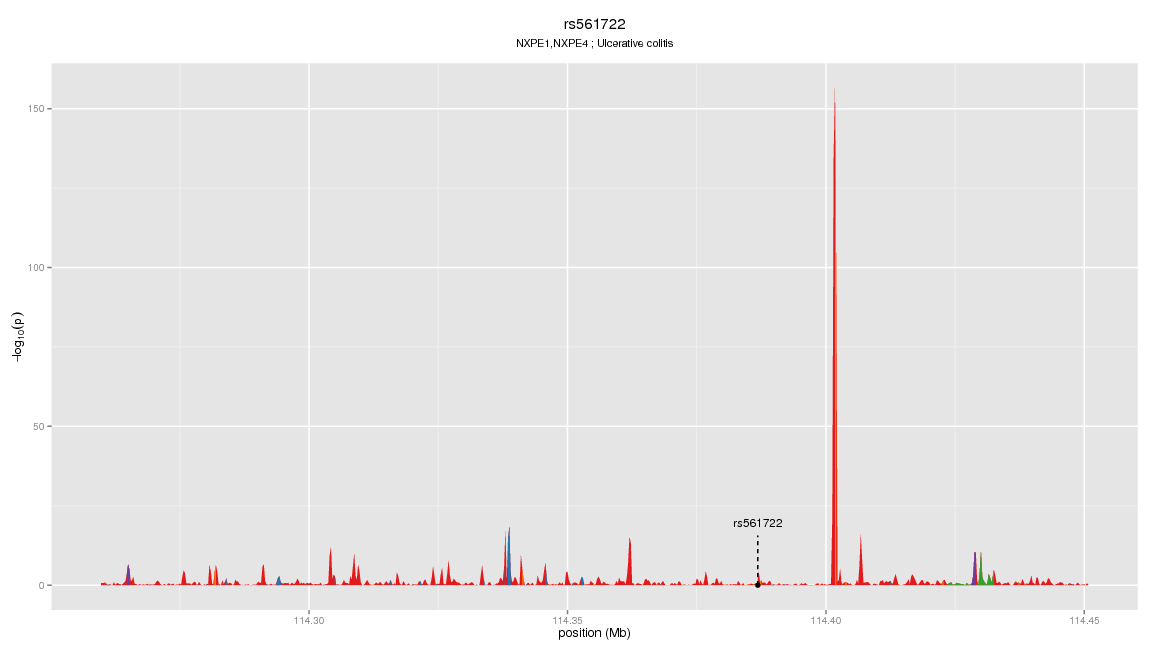 rs561722
NXPE1,NXPE4 ; Ulcerative colitis
150
100
50
0
−log10(p)
rs561722
114.30
114.35
114.40
114.45
position (Mb)